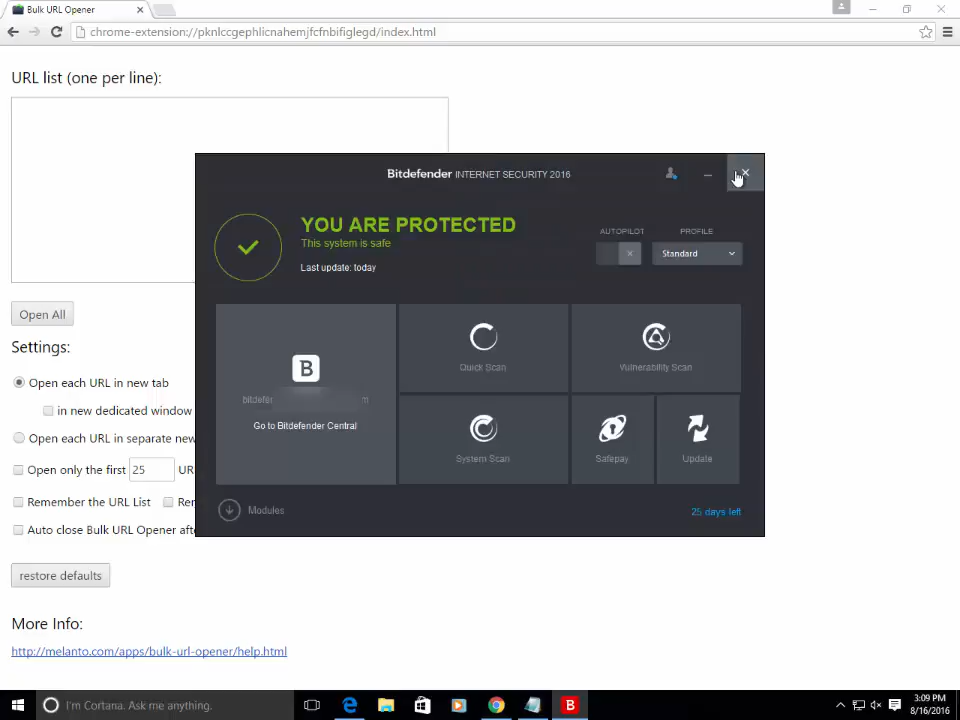 Bulk URL Opener
chrome-extension://pknlccgephlicnahemjfcfnbifiglegd/index.html
URL list (one per line):
Bitdefender INTERNET SECURITY 2016
YOU ARE PROTECTED
This system is safe
Last update: today
AUTOPILOT
PROFILE
Standard
Open All
Settings:
Open each URL in new tab
in new dedicated window
Open each URL in separate new
Open only the first 25 UR
Remember the URL List
Auto close Bulk URL Opener
restore defaults
B
Go to Bitdefender Central
Quick Scan
Vulnerability Scan
System Scan
Safepay
Update
Modules
25 days left
More Info:
http://melanto.com/apps/bulk-url-opener/help.html
I'm Cortana. Ask me anything.
B
3:09 PM
8/16/2016